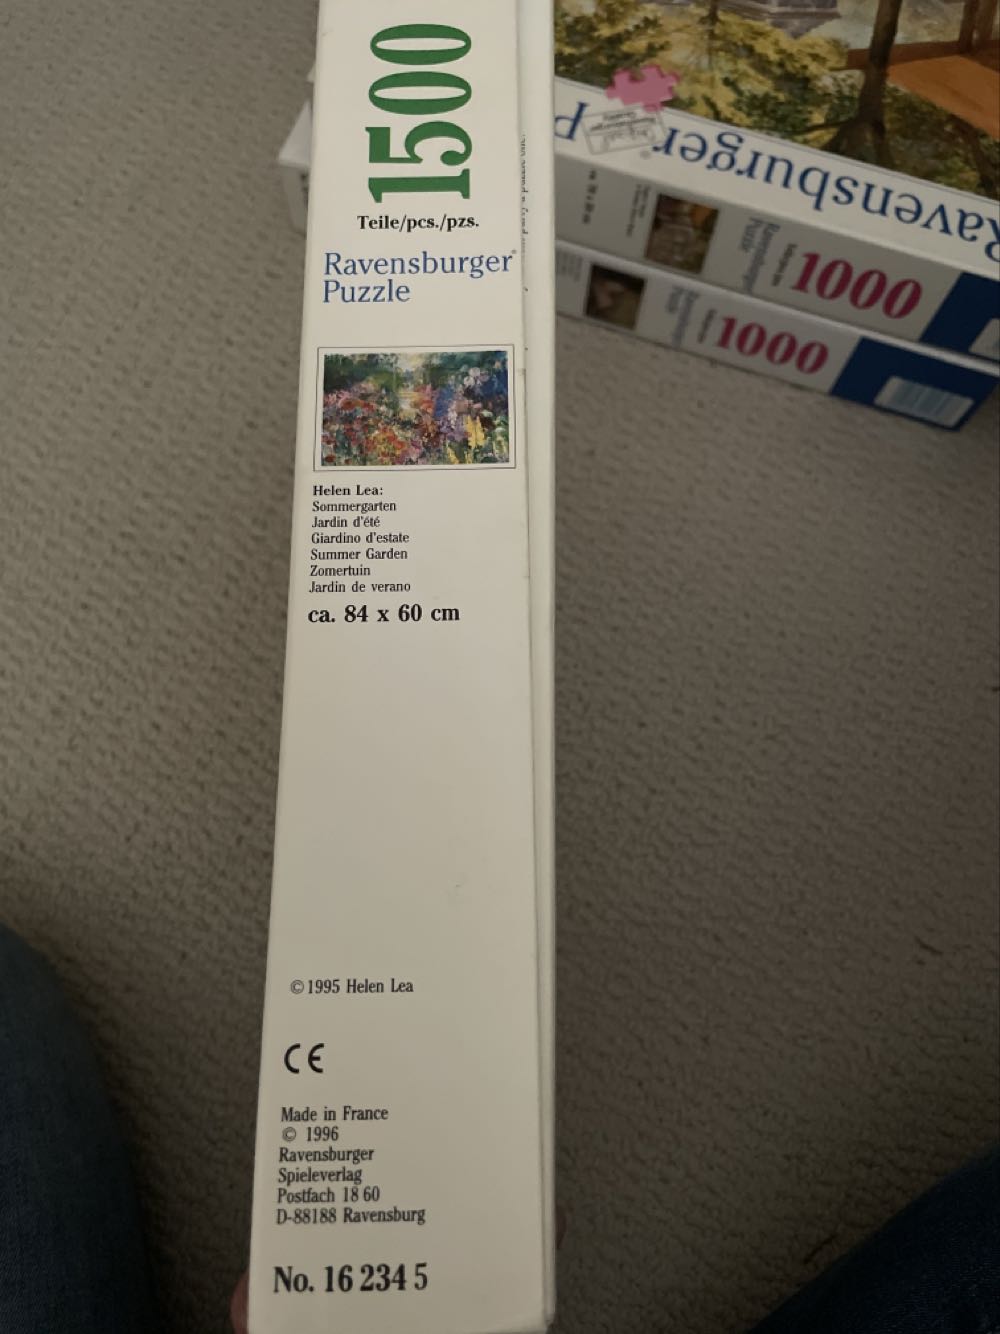 1500
Teile/pcs./pzs.
Ravensburger®
Puzzle
Helen Lea:
Sommergarten
Jardin d'été
Giardino d'estate
Summer Garden
Zomertuin
Jardin de verano
ca. 84 x 60 cm
© 1995 Helen Lea
CE
Made in France
© 1996
Ravensburger
Spieleverlag
Postfach 18 60
D-88188 Ravensburg
No. 16 234 5
Ravensburger P
Ravensburger
Puzzle
1000
1000